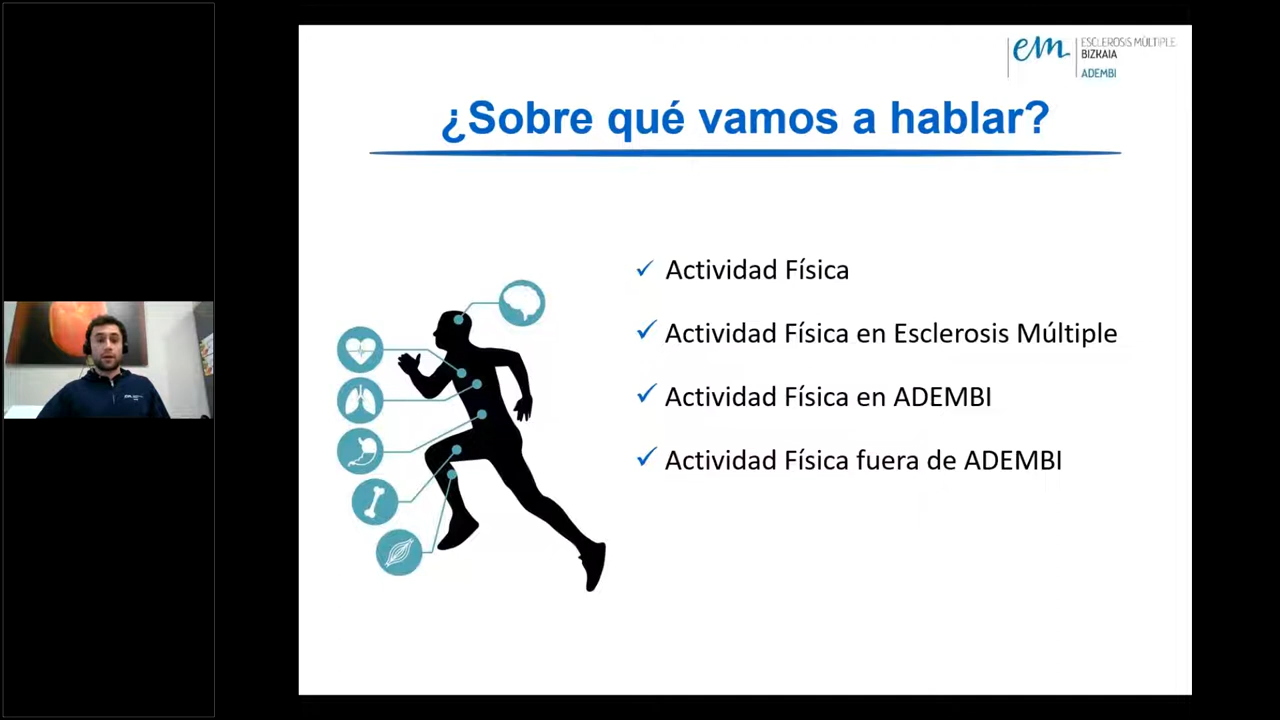 em
ESCLEROSIS MÚLTIPLE
BIZKAIA
ADEMBI
¿Sobre qué vamos a hablar?
✓ Actividad Física
✓ Actividad Física en Esclerosis Múltiple
✓ Actividad Física en ADEMBI
✓ Actividad Física fuera de ADEMBI